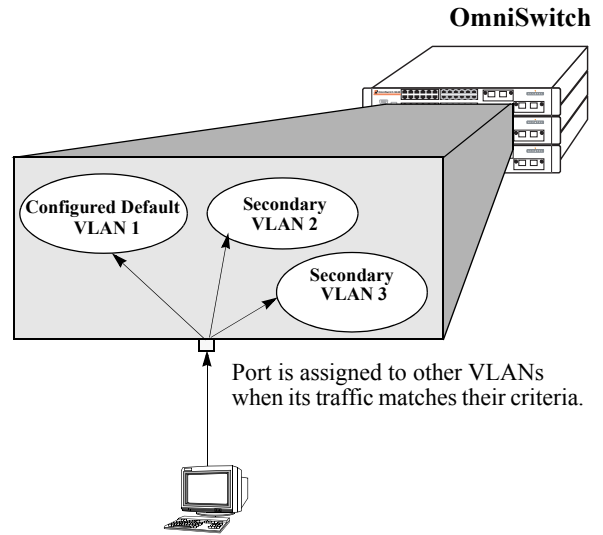 OmniSwitch
Configured Default
VLAN 1
Secondary
VLAN 2
Secondary
VLAN 3
Port is assigned to other VLANs
when its traffic matches their criteria.